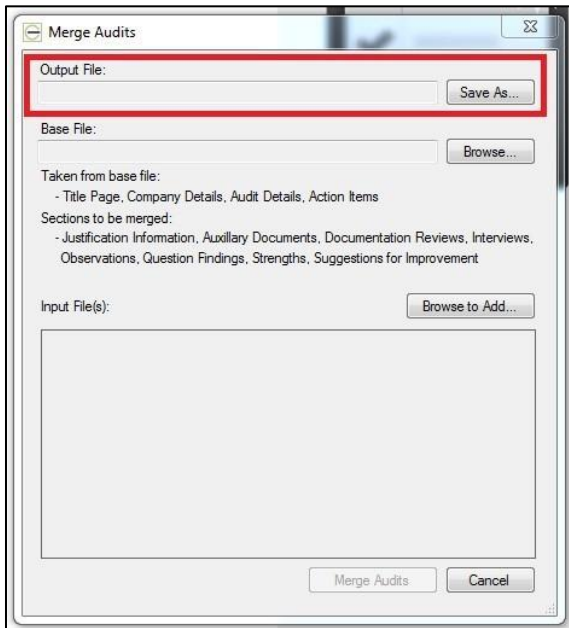 Merge Audits
Output File:
Save As...
Base File:
Browse...
Taken from base file:
- Title Page, Company Details, Audit Details, Action Items
Sections to be merged:
- Justification Information, Auxillary Documents, Documentation Reviews, Interviews,
Observations, Question Findings, Strengths, Suggestions for Improvement
Input File(s):
Browse to Add...
Merge Audits
Cancel